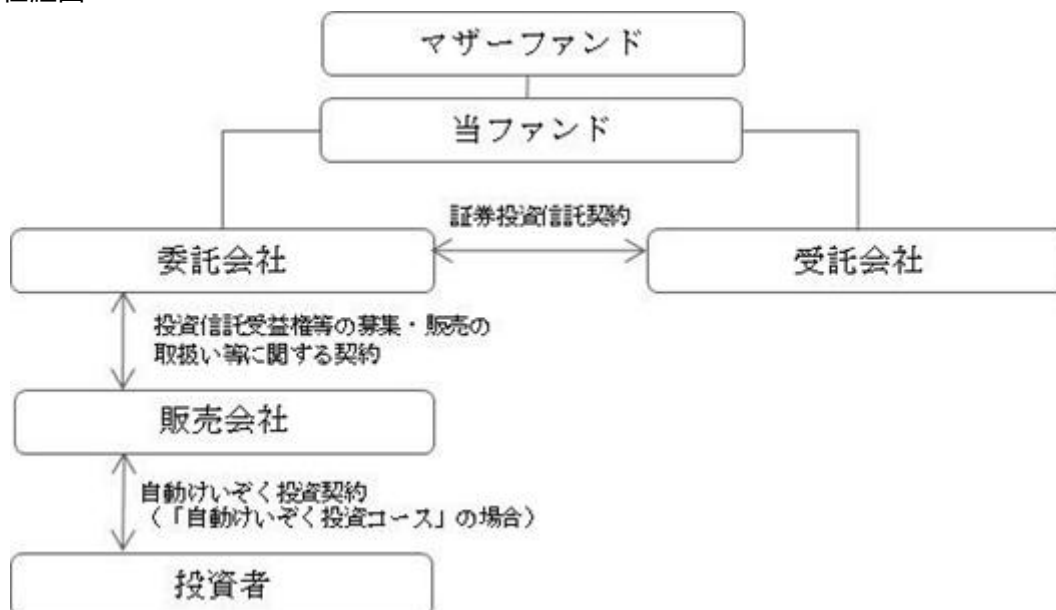 マザーファンド
当ファンド
証券投資信託契約
委託会社
受託会社
投資信託受益権等の募集・販売の
取扱い等に関する契約
販売会社
自動けいぞく投資契約
(「自動けいぞく投資コース」の場合)
投資者